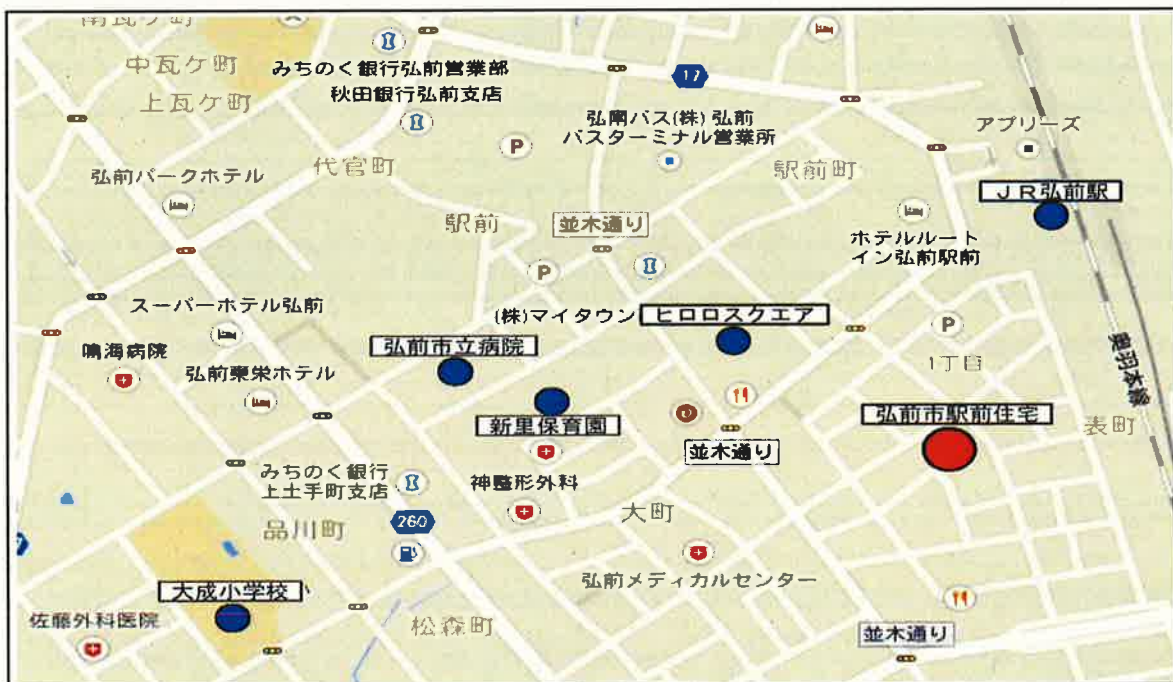 南瓦ケ町
中瓦ケ町
上瓦ケ町
みちのく銀行弘前営業部
秋田銀行弘前支店
17
弘南バス(株)弘前
バスターミナル営業所
アプリーズ
代官町
P
駅前町
弘前パークホテル
JR弘前駅
駅前
並木通り
ホテルルート
イン弘前駅前
P
スーパーホテル弘前
(株)マイタウン
ヒロロスクエア
P
鳴海病院
弘前市立病院
1丁目
奥羽本線
弘前東栄ホテル
新里保育園
弘前市駅前住宅
表町
並木通り
みちのく銀行
上土手町支店
神整形外科
260
大町
品川町
弘前メディカルセンター
大成小学校
佐藤外科医院
松森町
並木通り